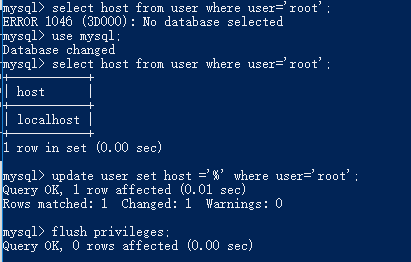 mysql> select host from user where user='root';
ERROR 1046 (3D000): No database selected
mysql> use mysql;
Database changed
mysql> select host from user where user='root';
+-----------+
| host      |
+-----------+
| localhost |
+-----------+
1 row in set (0.00 sec)
mysql> update user set host ='%' where user='root';
Query OK, 1 row affected (0.01 sec)
Rows matched: 1  Changed: 1  Warnings: 0
mysql> flush privileges;
Query OK, 0 rows affected (0.00 sec)